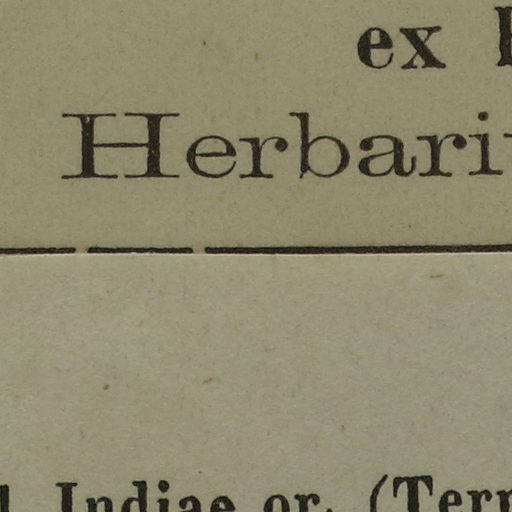 ex
Herbari
Indiae or. (Terr